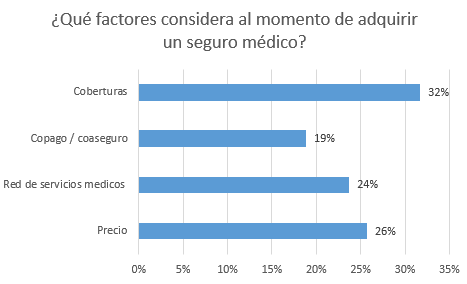 ¿Qué factores considera al momento de adquirir
un seguro médico?
Coberturas
32%
Copago / coaseguro
19%
Red de servicios medicos
24%
Precio
26%
0% 5% 10% 15% 20% 25% 30% 35%